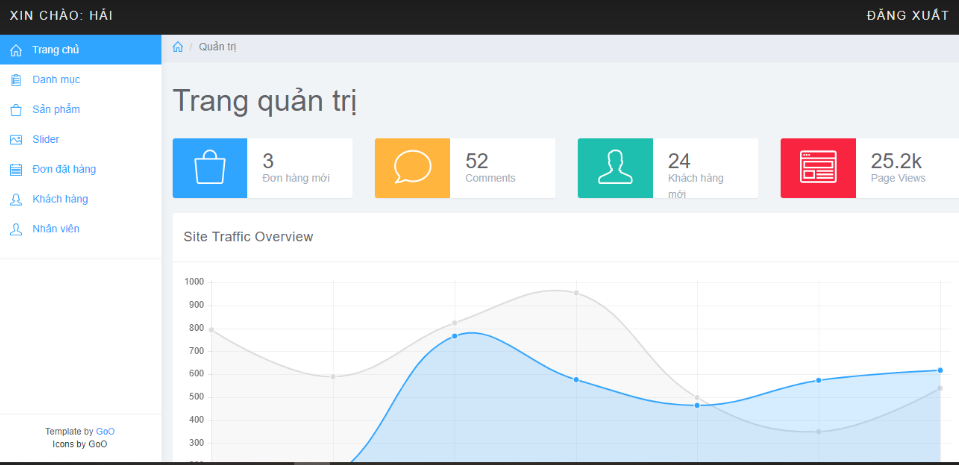 XIN CHÀO: HẢI
ĐĂNG XUẤT
Trang chủ
Danh mục
Sản phẩm
Slider
Đơn đặt hàng
Khách hàng
Nhân viên
Template by GoO
Icons by GoO
/ Quản trị
Trang quản trị
3
Đơn hàng mới
52
Comments
24
Khách hàng
mới
25.2k
Page Views
Site Traffic Overview
1000
900
800
700
600
500
400
300